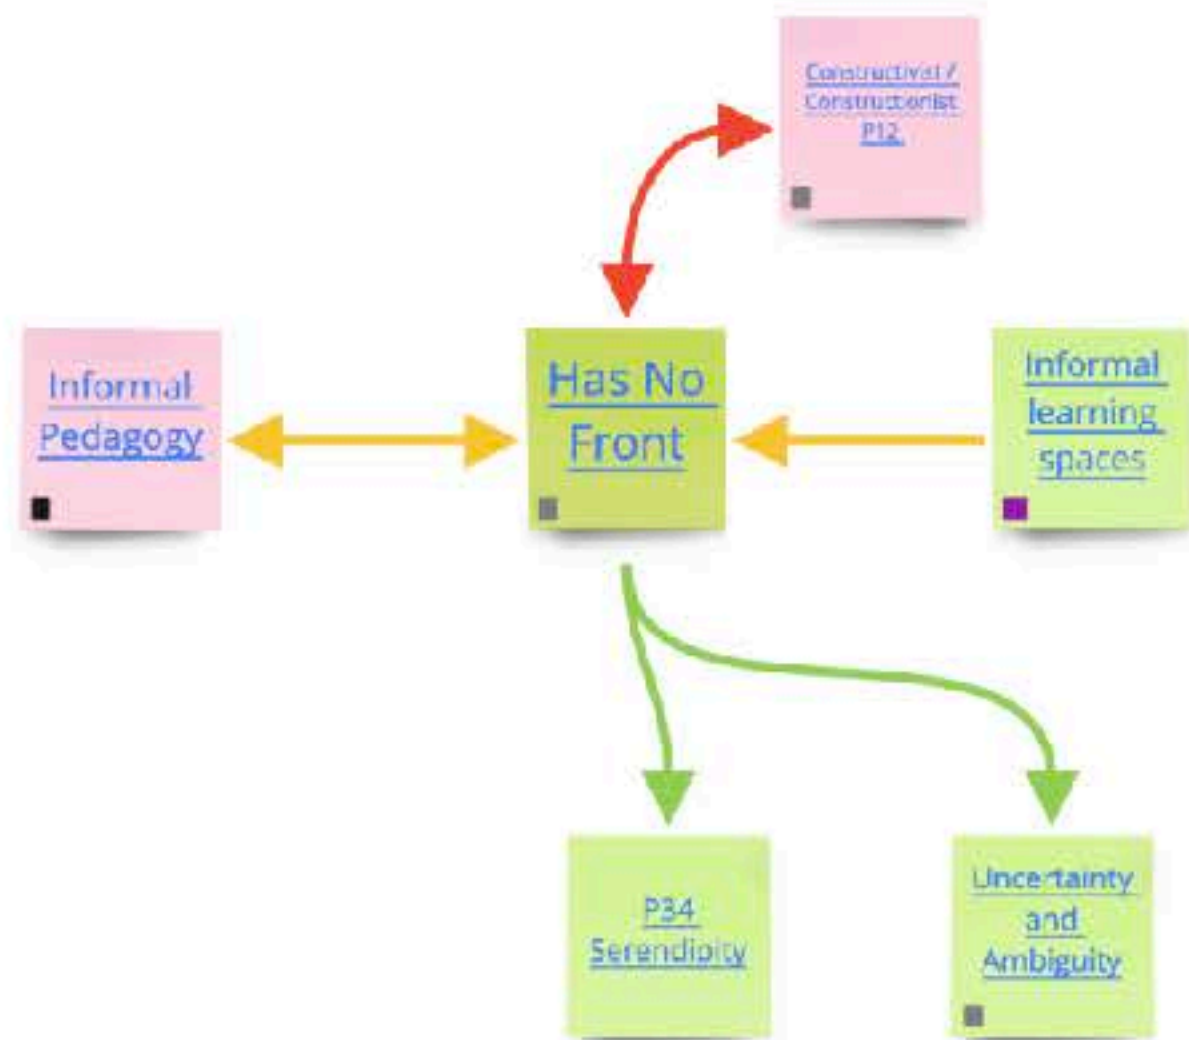 Constructivist /
Constructionist
P12
Informal
Pedagogy
Has No
Front
Informal
learning
spaces
P34
Serendipity
Uncertainty
and
Ambiguity